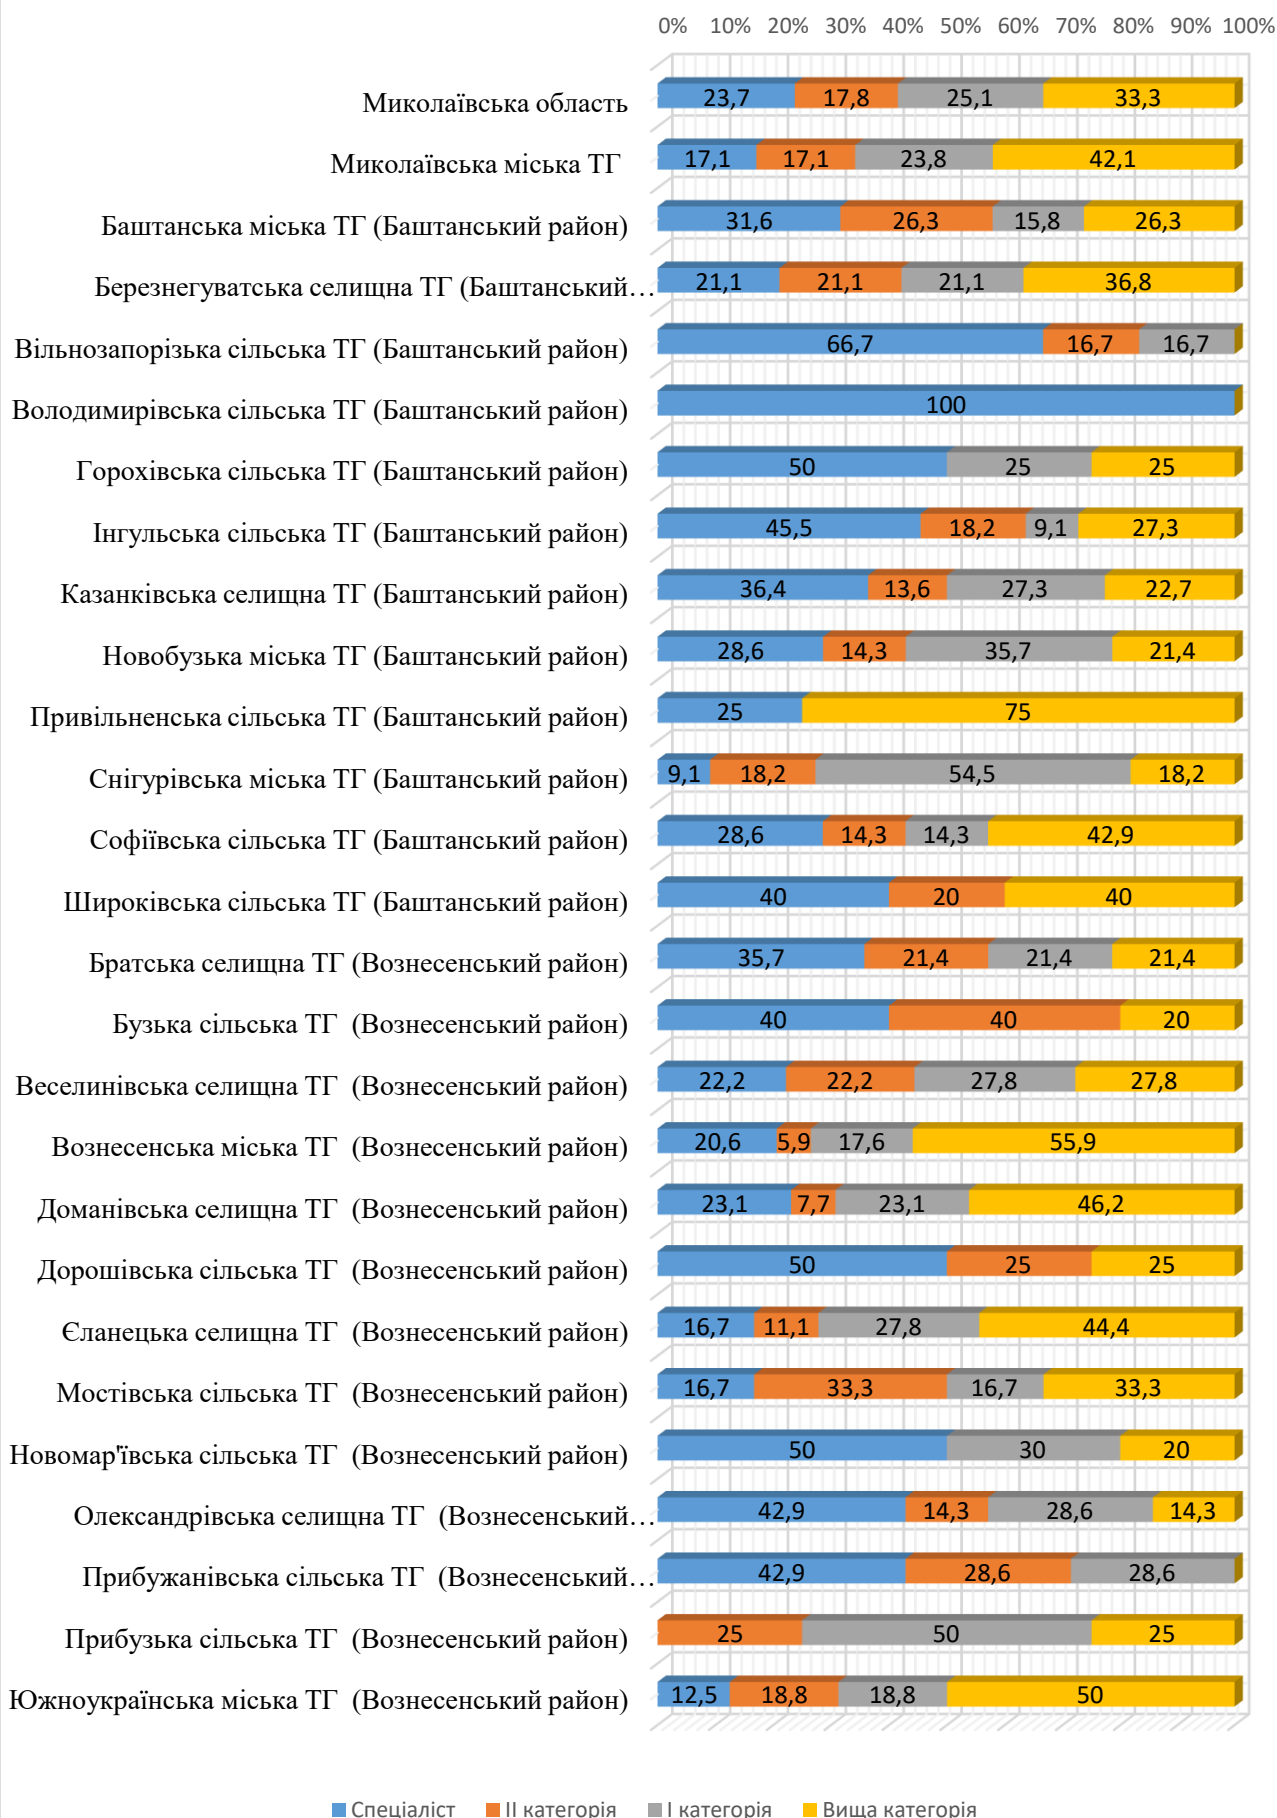 0% 10% 20% 30% 40% 50% 60% 70% 80% 90% 100%
Миколаївська область 23,7 17,8 25,1 33,3
Миколаївська міська ТГ 17,1 17,1 23,8 42,1
Баштанська міська ТГ (Баштанський район) 31,6 26,3 15,8 26,3
Березнегуватська селищна ТГ (Баштанський… 21,1 21,1 21,1 36,8
Вільнозапорізька сільська ТГ (Баштанський район) 66,7 16,7 16,7
Володимирівська сільська ТГ (Баштанський район) 100
Горохівська сільська ТГ (Баштанський район) 50 25 25
Інгульська сільська ТГ (Баштанський район) 45,5 18,2 9,1 27,3
Казанківська селищна ТГ (Баштанський район) 36,4 13,6 27,3 22,7
Новобузька міська ТГ (Баштанський район) 28,6 14,3 35,7 21,4
Привільненська сільська ТГ (Баштанський район) 25 75
Снігурівська міська ТГ (Баштанський район) 9,1 18,2 54,5 18,2
Софіївська сільська ТГ (Баштанський район) 28,6 14,3 14,3 42,9
Широківська сільська ТГ (Баштанський район) 40 20 40
Братська селищна ТГ (Вознесенський район) 35,7 21,4 21,4 21,4
Бузька сільська ТГ (Вознесенський район) 40 40 20
Веселинівська селищна ТГ (Вознесенський район) 22,2 22,2 27,8 27,8
Вознесенська міська ТГ (Вознесенський район) 20,6 5,9 17,6 55,9
Доманівська селищна ТГ (Вознесенський район) 23,1 7,7 23,1 46,2
Дорошівська сільська ТГ (Вознесенський район) 50 25 25
Єланецька селищна ТГ (Вознесенський район) 16,7 11,1 27,8 44,4
Мостівська сільська ТГ (Вознесенський район) 16,7 33,3 16,7 33,3
Новомар'ївська сільська ТГ (Вознесенський район) 50 30 20
Олександрівська селищна ТГ (Вознесенський… 42,9 14,3 28,6 14,3
Прибужанівська сільська ТГ (Вознесенський… 42,9 28,6 28,6
Прибузька сільська ТГ (Вознесенський район) 25 50 25
Южноукраїнська міська ТГ (Вознесенський район) 12,5 18,8 18,8 50
Спеціаліст ІІ категорія І категорія Вища категорія